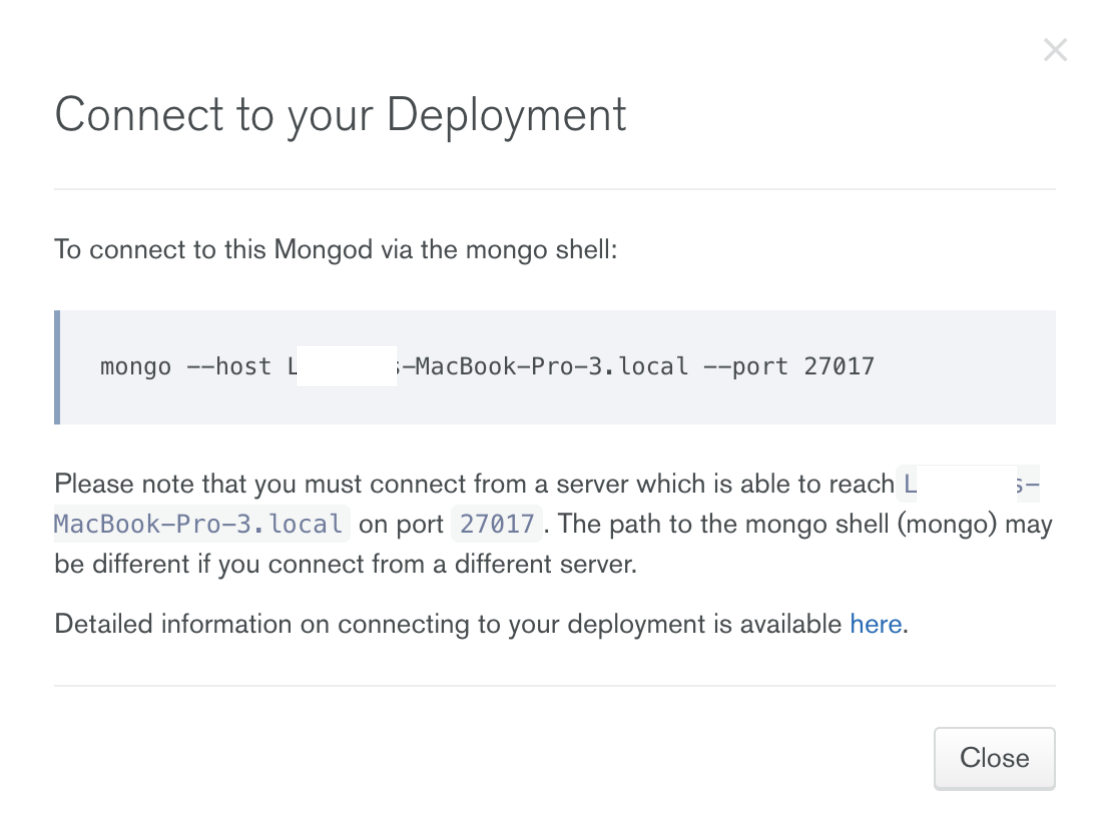 Connect to your Deployment
To connect to this Mongod via the mongo shell:
mongo --host L s-MacBook-Pro-3.local --port 27017
Please note that you must connect from a server which is able to reach L s-
MacBook-Pro-3.local on port 27017. The path to the mongo shell (mongo) may
be different if you connect from a different server.
Detailed information on connecting to your deployment is available here.
Close